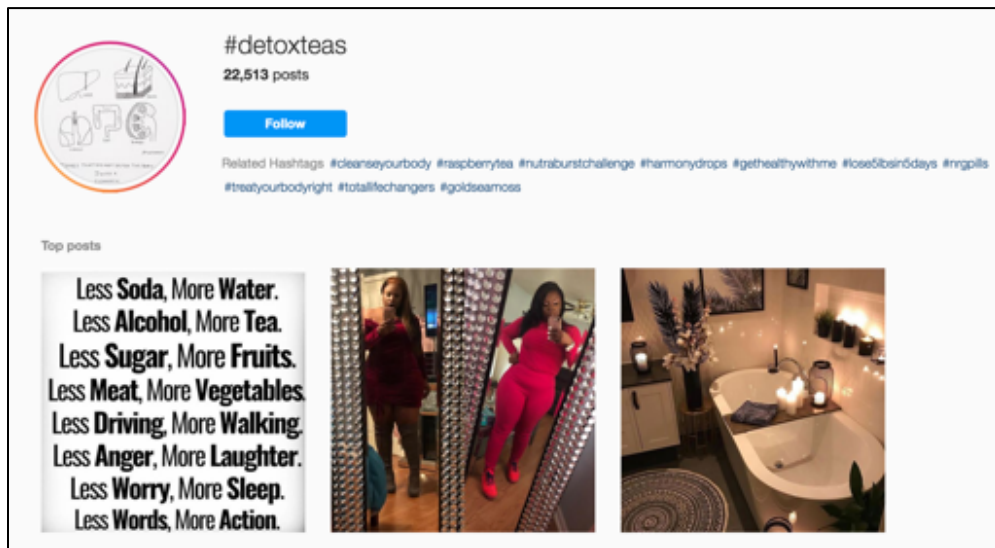 #detoxteas
22,513 posts
Follow
Related Hashtags #cleanseyourbody #raspberrytea #nutraburstchallenge #harmonydrops #gethealthywithme #lose5lbsin5days #nrgpills
#treatyourbodyright #totallifechangers #goldseamoss
Top posts
Less Soda, More Water.
Less Alcohol, More Tea.
Less Sugar, More Fruits.
Less Meat, More Vegetables.
Less Driving, More Walking.
Less Anger, More Laughter.
Less Worry, More Sleep.
Less Words, More Action.